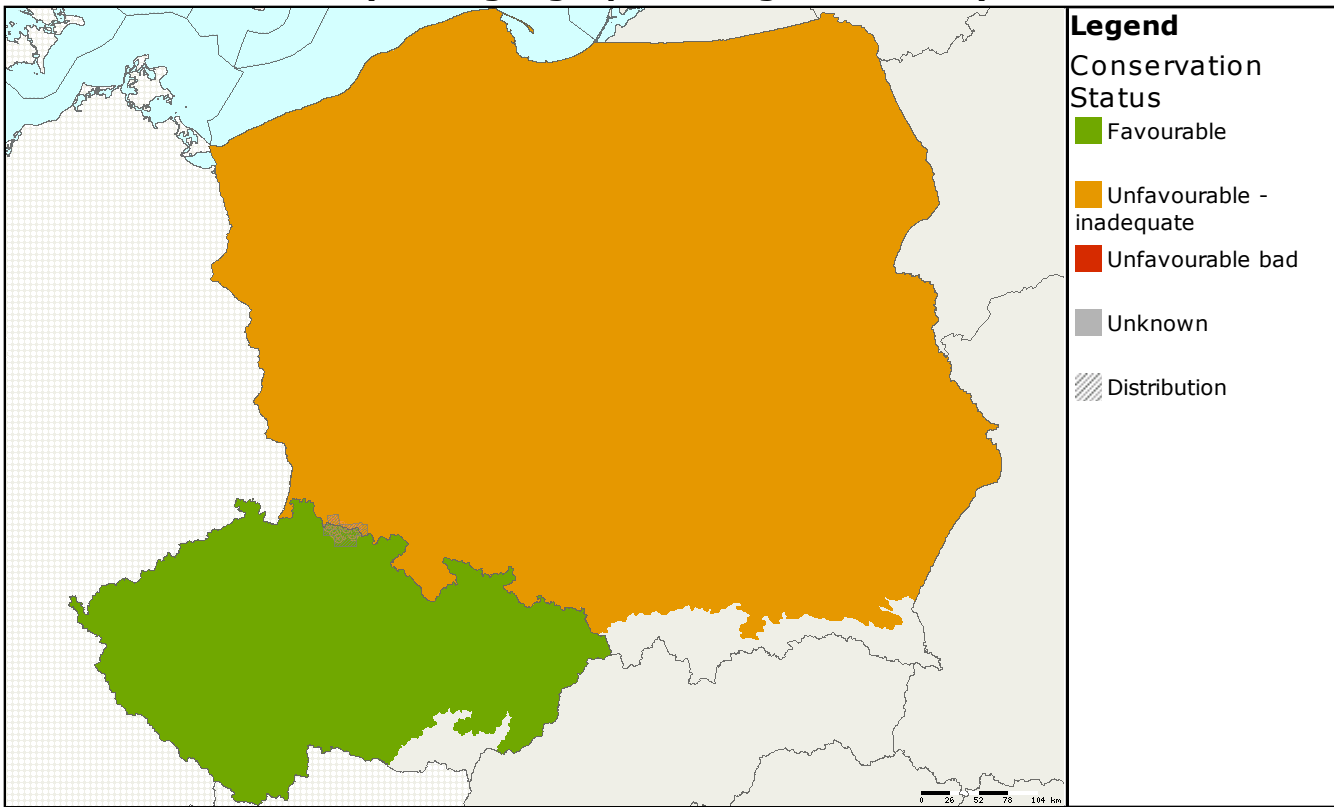 Legend
Conservation
Status
Favourable
Unfavourable -
inadequate
Unfavourable bad
Unknown
Distribution
0 26 52 78 104 km